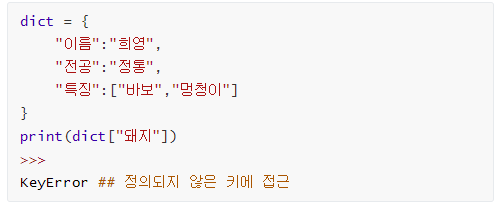 dict = {
    "이름":"희영",
    "전공":"정통",
    "특징":["바보","멍청이"]
}
print(dict["돼지"])
>>>
KeyError ## 정의되지 않은 키에 접근